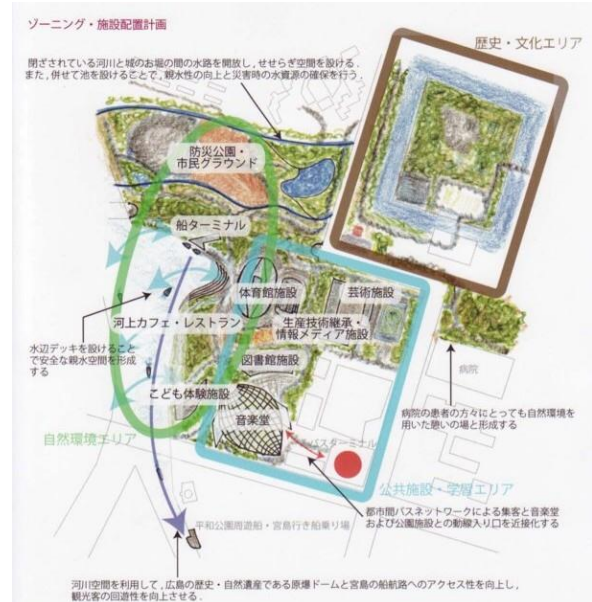 ゾーニング・施設配置計画
歴史・文化エリア
閉ざされている河川と城のお堀の間の水路を開放し,せせらぎ空間を設ける.
また,併せて池を設けることで,親水性の向上と災害時の水資源の確保を行う.
防災公園・
市民グラウンド
船ターミナル
体育館施設
芸術施設
河上カフェ・レストラン
生産技術継承・
情報メディア施設
水辺デッキを設けること
で安全な親水空間を形成
する
図書館施設
病院
こども体験施設
音楽堂
病院の患者の方々にとっても自然環境を
用いた憩いの場と形成する
自然環境エリア
バスターミナル
公共施設・学習エリア
都市間バスネットワークによる集客と音楽堂
および公園施設との動線入り口を近接化する
平和公園周遊船・宮島行き船乗り場
河川空間を利用して,広島の歴史・自然遺産である原爆ドームと宮島の船航路へのアクセス性を向上し,
観光客の回遊性を向上させる.